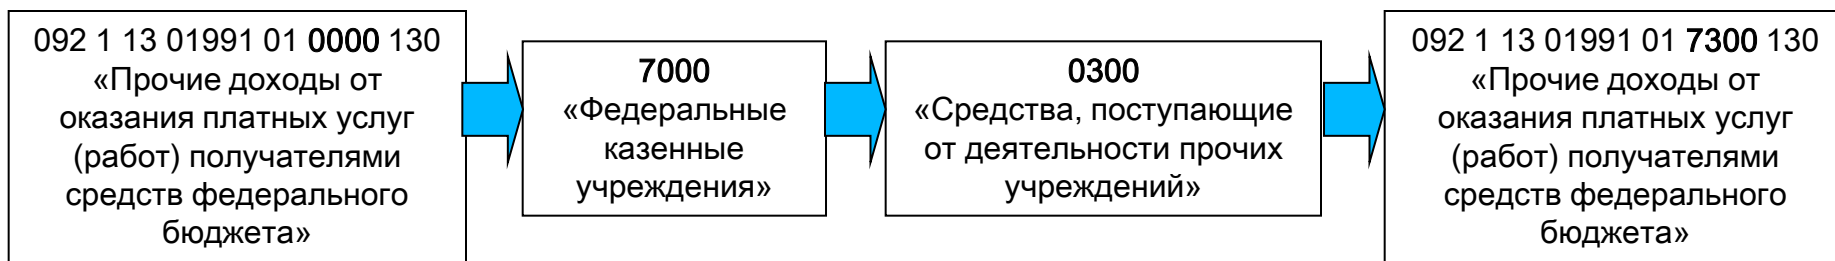 092 1 13 01991 01 0000 130
«Прочие доходы от
оказания платных услуг
(работ) получателями
средств федерального
бюджета»
7000
«Федеральные
казенные
учреждения»
0300
«Средства, поступающие
от деятельности прочих
учреждений»
092 1 13 01991 01 7300 130
«Прочие доходы от
оказания платных услуг
(работ) получателями
средств федерального
бюджета»